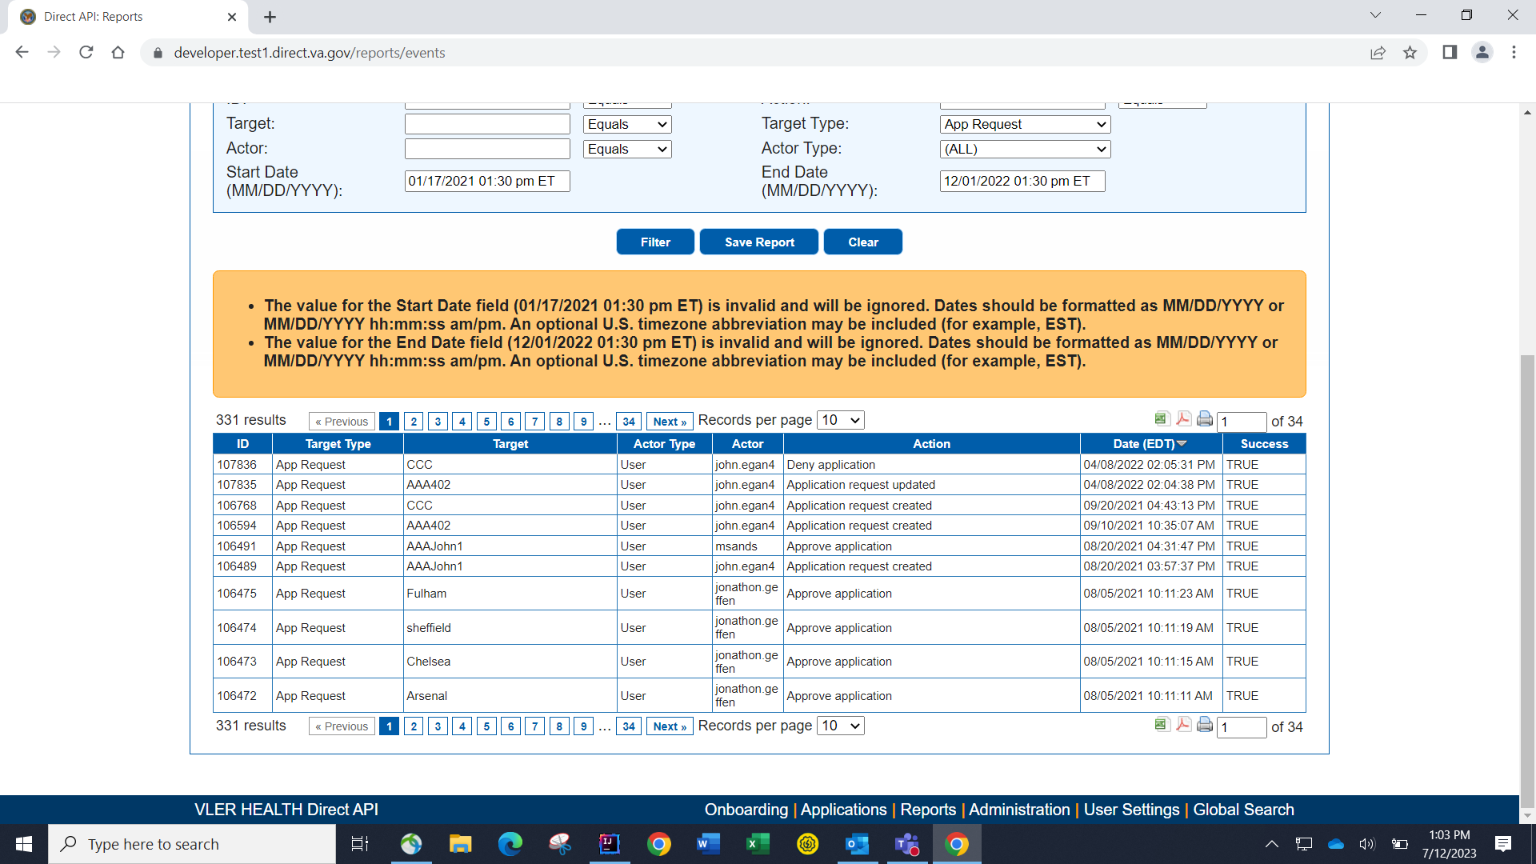 Direct API: Reports
developer.test1.direct.va.gov/reports/events
Target: Equals Target Type: App Request
Actor: Equals Actor Type: (ALL)
Start Date
(MM/DD/YYYY): 01/17/2021 01:30 pm ET
End Date
(MM/DD/YYYY): 12/01/2022 01:30 pm ET
Filter Save Report Clear
• The value for the Start Date field (01/17/2021 01:30 pm ET) is invalid and will be ignored. Dates should be formatted as MM/DD/YYYY or
MM/DD/YYYY hh:mm:ss am/pm. An optional U.S. timezone abbreviation may be included (for example, EST).
• The value for the End Date field (12/01/2022 01:30 pm ET) is invalid and will be ignored. Dates should be formatted as MM/DD/YYYY or
MM/DD/YYYY hh:mm:ss am/pm. An optional U.S. timezone abbreviation may be included (for example, EST).
331 results « Previous 1 2 3 4 5 6 7 8 9 ... 34 Next » Records per page 10 1 of 34
ID Target Type Target Actor Type Actor Action Date (EDT) Success
107836 App Request CCC User john.egan4 Deny application 04/08/2022 02:05:31 PM TRUE
107835 App Request AAA402 User john.egan4 Application request updated 04/08/2022 02:04:38 PM TRUE
106768 App Request CCC User john.egan4 Application request created 09/20/2021 04:43:13 PM TRUE
106594 App Request AAA402 User john.egan4 Application request created 09/10/2021 10:35:07 AM TRUE
106491 App Request AAAJohn1 User msands Approve application 08/20/2021 04:31:47 PM TRUE
106489 App Request AAAJohn1 User john.egan4 Application request created 08/20/2021 03:57:37 PM TRUE
106475 App Request Fulham User jonathon.ge
ffen Approve application 08/05/2021 10:11:23 AM TRUE
106474 App Request sheffield User jonathon.ge
ffen Approve application 08/05/2021 10:11:19 AM TRUE
106473 App Request Chelsea User jonathon.ge
ffen Approve application 08/05/2021 10:11:15 AM TRUE
106472 App Request Arsenal User jonathon.ge
ffen Approve application 08/05/2021 10:11:11 AM TRUE
331 results « Previous 1 2 3 4 5 6 7 8 9 ... 34 Next » Records per page 10 1 of 34
VLER HEALTH Direct API Onboarding | Applications | Reports | Administration | User Settings | Global Search
Type here to search
1:03 PM
7/12/2023